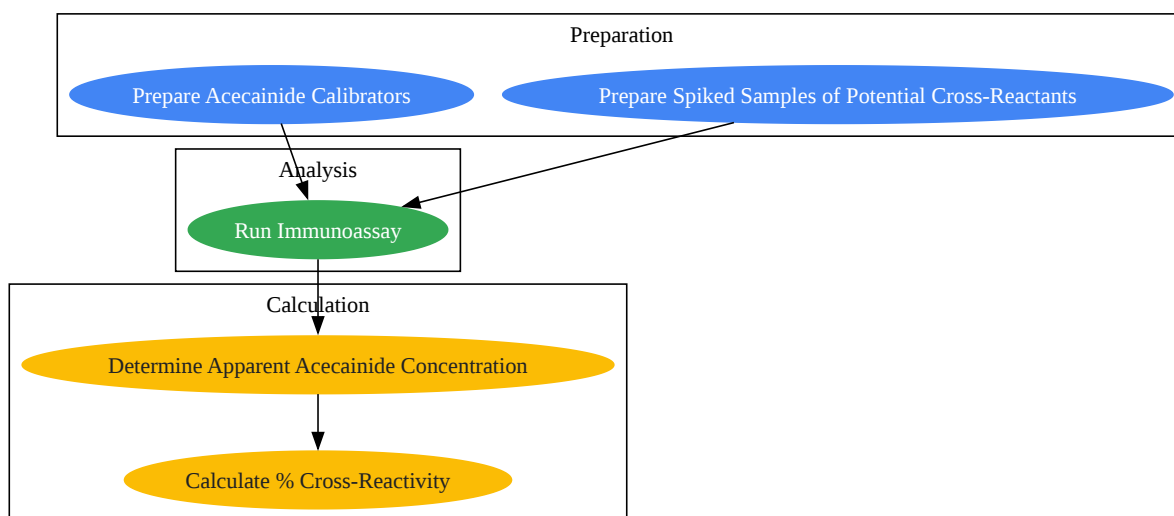 Preparation
Prepare Acecainide Calibrators
Prepare Spiked Samples of Potential Cross-Reactants
Analysis
Run Immunoassay
Calculation
Determine Apparent Acecainide Concentration
Calculate % Cross-Reactivity